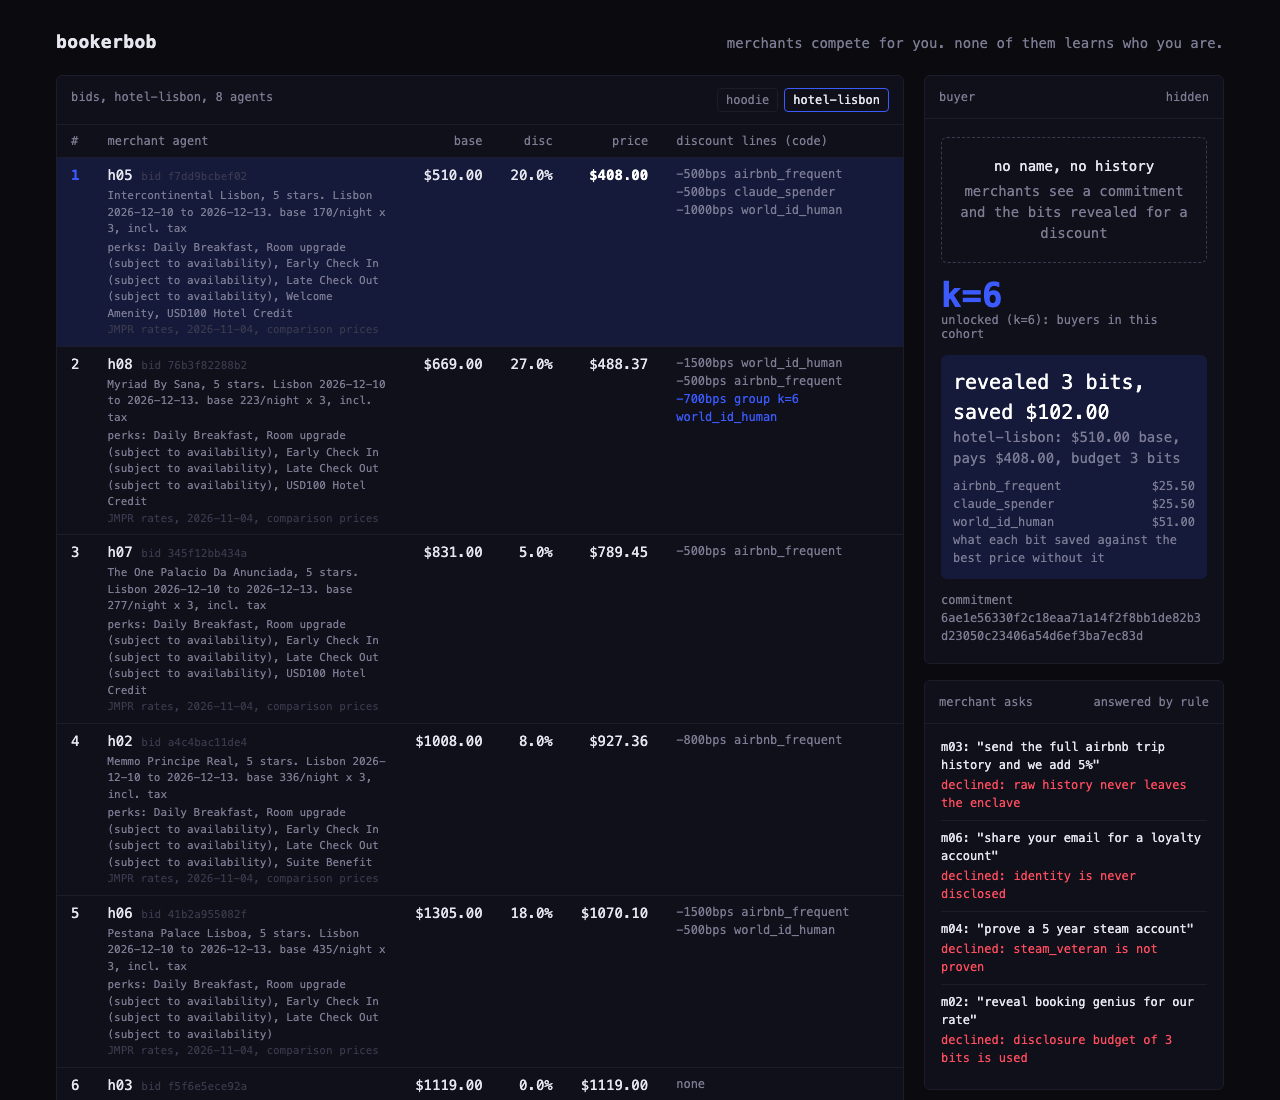 bookerbob
merchants compete for you. none of them learns who you are.
bids, hotel-lisbon, 8 agents
hoodie
hotel-lisbon
# merchant agent base disc price discount lines (code)
1 h05 bid f7dd9bcbef02 $510.00 20.0% $408.00
−500bps airbnb_frequent
−500bps claude_spender
−1000bps world_id_human
Intercontinental Lisbon, 5 stars. Lisbon
2026-12-10 to 2026-12-13. base 170/night x
3, incl. tax
perks: Daily Breakfast, Room upgrade
(subject to availability), Early Check In
(subject to availability), Late Check Out
(subject to availability), Welcome
Amenity, USD100 Hotel Credit
JMPR rates, 2026-11-04, comparison prices
2 h08 bid 76b3f82288b2 $669.00 27.0% $488.37
−1500bps world_id_human
−500bps airbnb_frequent
−700bps group k=6
world_id_human
Myriad By Sana, 5 stars. Lisbon 2026-12-10
to 2026-12-13. base 223/night x 3, incl.
tax
perks: Daily Breakfast, Room upgrade
(subject to availability), Early Check In
(subject to availability), Late Check Out
(subject to availability), USD100 Hotel
Credit
JMPR rates, 2026-11-04, comparison prices
3 h07 bid 345f12bb434a $831.00 5.0% $789.45
−500bps airbnb_frequent
The One Palacio Da Anunciada, 5 stars.
Lisbon 2026-12-10 to 2026-12-13. base
277/night x 3, incl. tax
perks: Daily Breakfast, Room upgrade
(subject to availability), Early Check In
(subject to availability), Late Check Out
(subject to availability), USD100 Hotel
Credit
JMPR rates, 2026-11-04, comparison prices
4 h02 bid a4c4bac11de4 $1008.00 8.0% $927.36
−800bps airbnb_frequent
Memmo Principe Real, 5 stars. Lisbon 2026-
12-10 to 2026-12-13. base 336/night x 3,
incl. tax
perks: Daily Breakfast, Room upgrade
(subject to availability), Early Check In
(subject to availability), Late Check Out
(subject to availability), Suite Benefit
JMPR rates, 2026-11-04, comparison prices
5 h06 bid 41b2a955082f $1305.00 18.0% $1070.10
−1500bps airbnb_frequent
−500bps world_id_human
Pestana Palace Lisboa, 5 stars. Lisbon
2026-12-10 to 2026-12-13. base 435/night x
3, incl. tax
perks: Daily Breakfast, Room upgrade
(subject to availability), Early Check In
(subject to availability), Late Check Out
(subject to availability)
JMPR rates, 2026-11-04, comparison prices
6 h03 bid f5f6e5ece92a $1119.00 0.0% $1119.00 none
buyer hidden
no name, no history
merchants see a commitment
and the bits revealed for a
discount
k=6
unlocked (k=6): buyers in this
cohort
revealed 3 bits,
saved $102.00
hotel-lisbon: $510.00 base,
pays $408.00, budget 3 bits
airbnb_frequent $25.50
claude_spender $25.50
world_id_human $51.00
what each bit saved against the
best price without it
commitment
6ae1e56330f2c18eaa71a14f2f8bb1de82b3
d23050c23406a54d6ef3ba7ec83d
merchant asks answered by rule
m03: "send the full airbnb trip
history and we add 5%"
declined: raw history never leaves
the enclave
m06: "share your email for a loyalty
account"
declined: identity is never
disclosed
m04: "prove a 5 year steam account"
declined: steam_veteran is not
proven
m02: "reveal booking genius for our
rate"
declined: disclosure budget of 3
bits is used